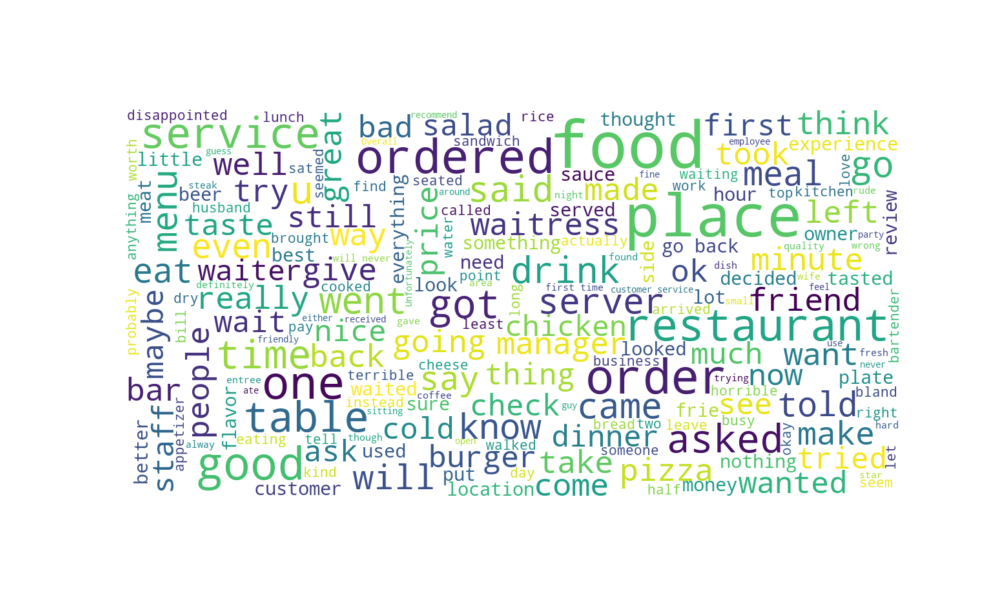 disappointed lunch recommend rice thought first think
service great bad salad sandwich food employee experience
worth guess overall ordered sauce fine took
little well sat seemed find seated said made waiting work meal love go
meat steak beer try u everything around night served hour top kitchen rude
menu husband still price called waitress place left review
anything taste way water something actually side go back owner party
even brought best need found quality wrong minute
eat waiter give will never unfortunately look point drink ok dish decided wife tasted
definitely cooked area long first time customer service lot feel
probably dry really went got server arrived small friend
maybe bill wait pay either received gave least chicken restaurant bartender
people friendly nice going manager looked much use
flavor time back cheese business want fresh never
bar entree ate terrible say thing order trying now plate bland
one waited instead sure coffee check guy came horrible see told right
staff table sitting cold know bread two frie leave busy okay hard
better appetizer eating tell though open dinner someone asked make let
alway good ask used walked burger take pizza nothing tried
kind will put day half money star seem
customer location come wanted